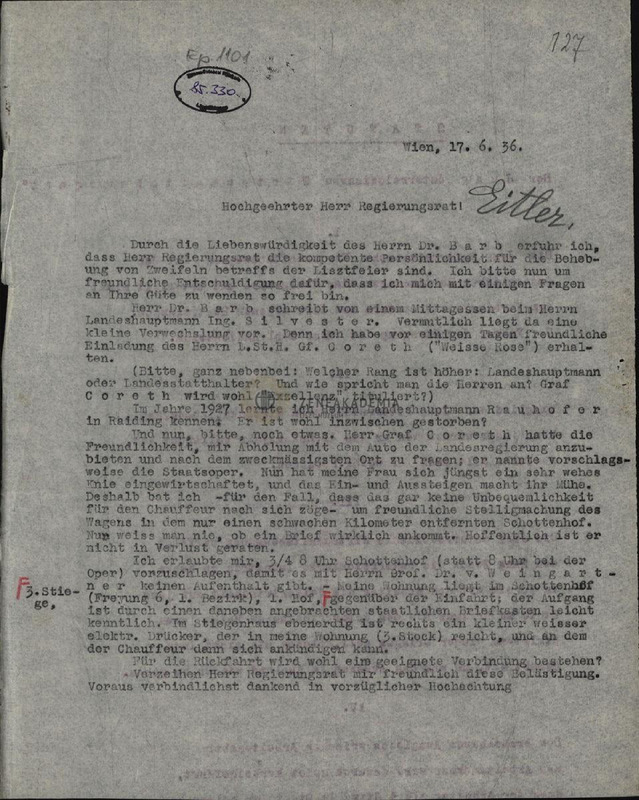 127
Ep 1101
85.330
Wien, 17. 6. 36.
Hochgeehrter Herr Regierungsrat!
Eitler,
Durch die Liebenswürdigkeit des Herrn Dr. B a r b erfuhr ich,
dass Herr Regierungsrat die kompetente Persönlichkeit für die Beheb-
ung von Zweifeln betreffs der Lisztfeier sind. Ich bitte nun um
freundliche Entschuldigung dafür, dass ich mich mit einigen Fragen
an Ihre Güte zu wenden so frei bin.
Herr Dr. B a r b schreibt von einem Mittagessen beim Herrn
Landeshauptmann Ing. S i l v e s t e r. Vermutlich liegt da eine
kleine Verwechslung vor. Denn ich habe vor einigen Tagen freundliche
Einladung des Herrn L.St.H. Gf. C o r e t h ("Weisse Rose") erhal-
ten.
(Bitte, ganz nebenbei: Welcher Rang ist höher: Landeshauptmann
oder Landesstatthalter? Und wie spricht man die Herren an? Graf
C o r e t h wird wohl "Exzellenz" tituliert?)
Im Jahre 1927 lernte ich Herrn Landeshauptmann R a u h o f e r
in Raiding kennen. Er ist wohl inzwischen gestorben?
Und nun, bitte, noch etwas. Herr Graf C o r e t h hatte die
Freundlichkeit, mir Abholung mit dem Auto der Landesregierung anzu-
bieten und nach dem zweckmässigsten Ort zu fragen; er nannte vorschlags-
weise die Staatsoper. Nun hat meine Frau sich jüngst ein sehr wehes
Knie eingewirtschaftet, und das Ein- und Aussteigen macht ihr Mühe.
Deshalb bat ich -für den Fall, dass das gar keine Unbequemlichkeit
für den Chauffeur nach sich zöge- um freundliche Stelligmachung des
Wagens in dem nur einen schwachen Kilometer entfernten Schottenhof.
Nun weiss man nie, ob ein Brief wirklich ankommt. Hoffentlich ist er
nicht in Verlust geraten.
Ich erlaubte mir, 3/4 8 Uhr Schottenhof (statt 8 Uhr bei der
Oper) vorzuschlagen, damit es mit Herrn Prof. Dr. v. W e i n g a r t -
n e r keinen Aufenthalt gibt. - Meine Wohnung liegt im Schottenhof
(Freyung 6, 1. Bezirk), 1. Hof, gegenüber der Einfahrt; der Aufgang
3.Stie-
ge,
ist durch einen daneben angebrachten staatlichen Briefkasten leicht
kenntlich. Im Stiegenhaus ebenerdig ist rechts ein kleiner weisser
elektr. Drücker, der in meine Wohnung (3.Stock) reicht, und an dem
der Chauffeur dann sich ankündigen kann.
Für die Rückfahrt wird wohl ein geeignete Verbindung bestehen?
Verzeihen Herr Regierungsrat mir freundlich diese Belästigung.
Voraus verbindlichst dankend in vorzüglicher Hochachtung